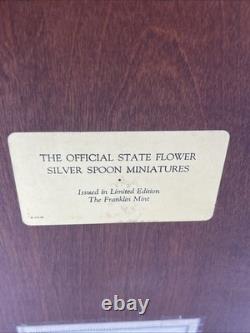 THE OFFICIAL STATE FLOWER
SILVER SPOON MINIATURES
Issued in Limited Edition
The Franklin Mint